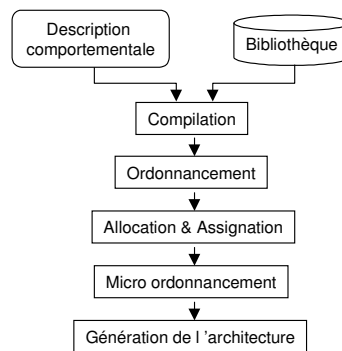 Description
comportementale
Bibliothèque
Compilation
Ordonnancement
Allocation & Assignation
Micro ordonnancement
Génération de l ’architecture